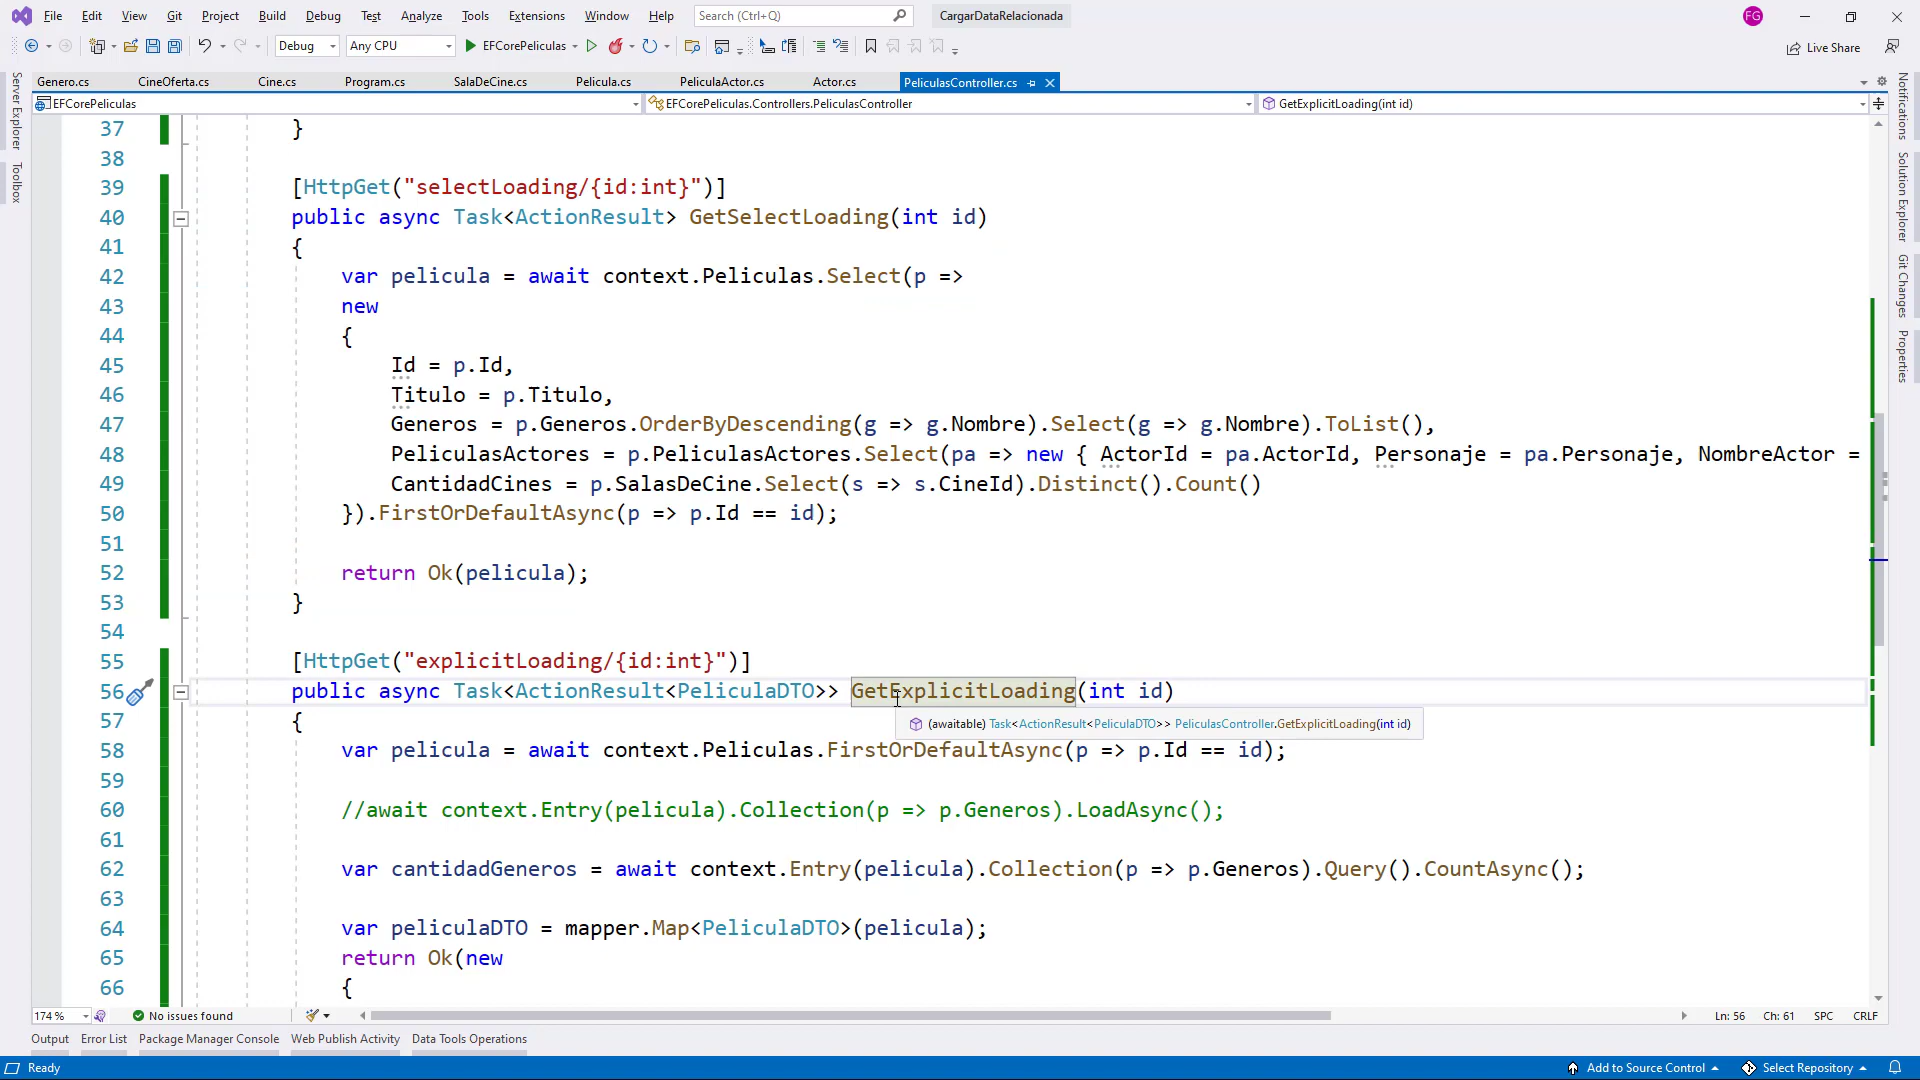 File Edit View Git Project Build Debug Test Analyze Tools Extensions Window Help Search (Ctrl+Q) CargarDataRelacionada FG
Debug Any CPU EFCorePeliculas Live Share
Genero.cs CineOferta.cs Cine.cs Program.cs SalaDeCine.cs Pelicula.cs PeliculaActor.cs Actor.cs PeliculasController.cs
EFCorePeliculas EFCorePeliculas.Controllers.PeliculasController GetExplicitLoading(int id)
Server Explorer
Toolbox
Notifications
Solution Explorer
Git Changes
Properties
37 }
38
39 [HttpGet("selectLoading/{id:int}")]
40 public async Task<ActionResult> GetSelectLoading(int id)
41 {
42 var pelicula = await context.Peliculas.Select(p =>
43 new
44 {
45 Id = p.Id,
46 Titulo = p.Titulo,
47 Generos = p.Generos.OrderByDescending(g => g.Nombre).Select(g => g.Nombre).ToList(),
48 PeliculasActores = p.PeliculasActores.Select(pa => new { ActorId = pa.ActorId, Personaje = pa.Personaje, NombreActor =
49 CantidadCines = p.SalasDeCine.Select(s => s.CineId).Distinct().Count()
50 }).FirstOrDefaultAsync(p => p.Id == id);
51
52 return Ok(pelicula);
53 }
54
55 [HttpGet("explicitLoading/{id:int}")]
56 public async Task<ActionResult<PeliculaDTO>> GetExplicitLoading(int id)
57 {
(awaitable) Task<ActionResult<PeliculaDTO>> PeliculasController.GetExplicitLoading(int id)
58 var pelicula = await context.Peliculas.FirstOrDefaultAsync(p => p.Id == id);
59
60 //await context.Entry(pelicula).Collection(p => p.Generos).LoadAsync();
61
62 var cantidadGeneros = await context.Entry(pelicula).Collection(p => p.Generos).Query().CountAsync();
63
64 var peliculaDTO = mapper.Map<PeliculaDTO>(pelicula);
65 return Ok(new
66 {
174 % No issues found Ln: 56 Ch: 61 SPC CRLF
Output Error List Package Manager Console Web Publish Activity Data Tools Operations
Ready Add to Source Control Select Repository